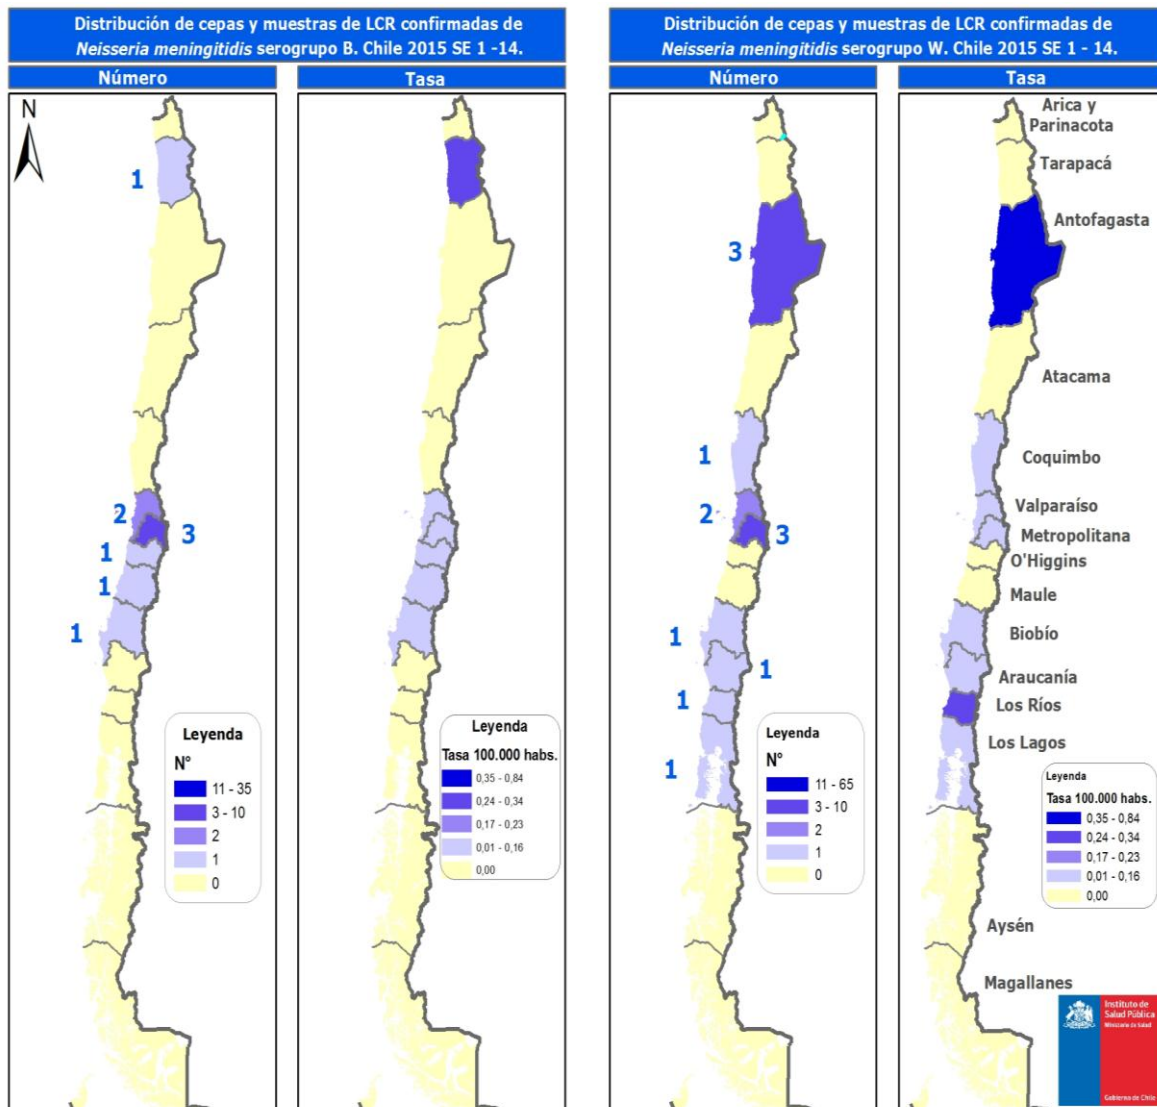 Distribución de cepas y muestras de LCR confirmadas de
Neisseria meningitidis serogrupo B. Chile 2015 SE 1 -14.
Número
Tasa
N
1
2
3
1
1
1
Leyenda
N°
11 - 35
3 - 10
2
1
0
Leyenda
Tasa 100.000 habs.
0,35 - 0,84
0,24 - 0,34
0,17 - 0,23
0,01 - 0,16
0,00
Distribución de cepas y muestras de LCR confirmadas de
Neisseria meningitidis serogrupo W. Chile 2015 SE 1 - 14.
Número
Tasa
3
1
2
3
1
1
1
1
Leyenda
N°
11 - 65
3 - 10
2
1
0
Arica y
Parinacota
Tarapacá
Antofagasta
Atacama
Coquimbo
Valparaíso
Metropolitana
O'Higgins
Maule
Biobío
Araucanía
Los Ríos
Los Lagos
Leyenda
Tasa 100.000 habs.
0,35 - 0,84
0,24 - 0,34
0,17 - 0,23
0,01 - 0,16
0,00
Aysén
Magallanes
Instituto de
Salud Pública
Ministerio de Salud
Gobierno de Chile